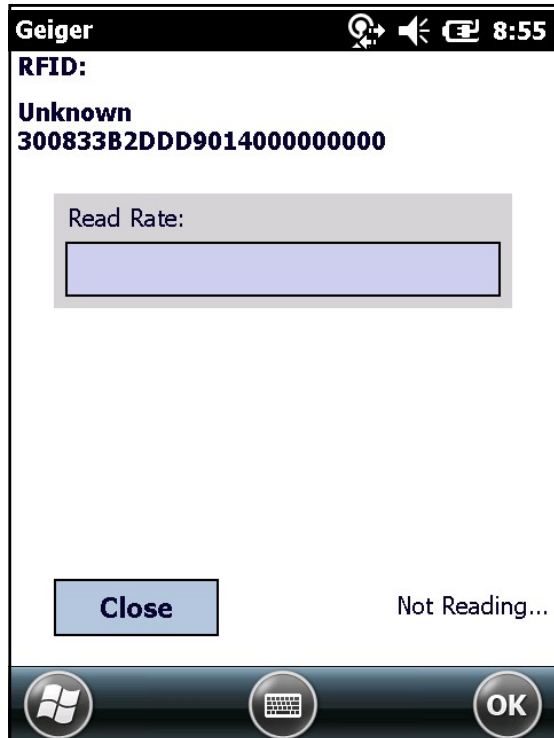 Geiger 8:55
RFID:
Unknown
300833B2DDD9014000000000
Read Rate:
Close Not Reading...
OK